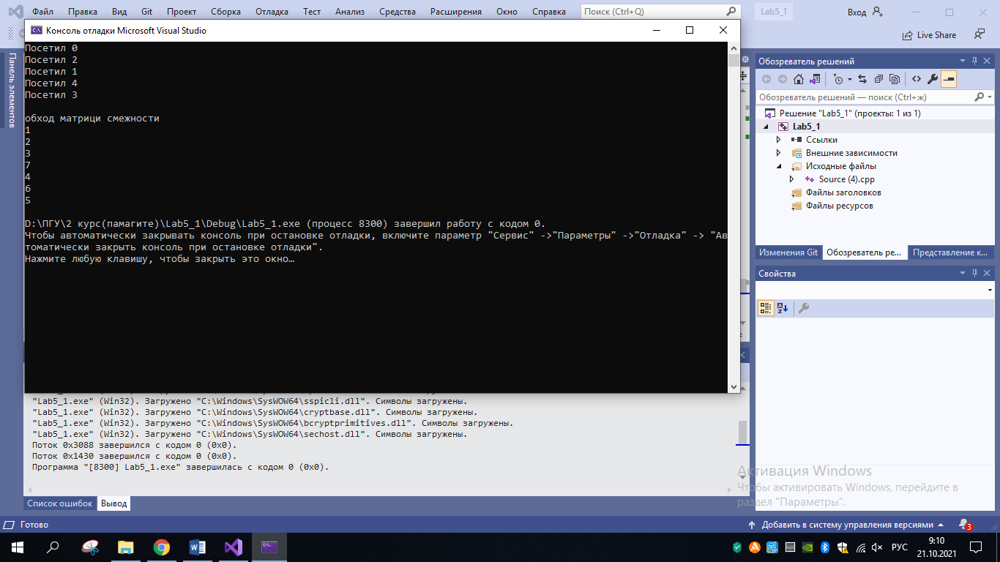 Файл Правка Вид Git Проект Сборка Отладка Тест Анализ Средства Расширения Окно Справка Поиск (Ctrl+Q) Lab5_1 Вход
Live Share
Панель элементов
Консоль отладки Microsoft Visual Studio
Посетил 0
Посетил 2
Посетил 1
Посетил 4
Посетил 3
обход матрици смежности
1
2
3
7
4
6
5
D:\ПГУ\2 курс(памагите)\Lab5_1\Debug\Lab5_1.exe (процесс 8300) завершил работу с кодом 0.
Чтобы автоматически закрывать консоль при остановке отладки, включите параметр "Сервис" ->"Параметры" ->"Отладка" -> "Ав
томатически закрыть консоль при остановке отладки".
Нажмите любую клавишу, чтобы закрыть это окно…
Обозреватель решений
Обозреватель решений — поиск (Ctrl+ж)
Решение "Lab5_1" (проекты: 1 из 1)
Lab5_1
Ссылки
Внешние зависимости
Исходные файлы
Source (4).cpp
Файлы заголовков
Файлы ресурсов
Изменения Git Обозреватель ре... Представление к...
Свойства
"Lab5_1.exe" (Win32). Загружено "C:\Windows\SysWOW64\sspicli.dll". Символы загружены.
"Lab5_1.exe" (Win32). Загружено "C:\Windows\SysWOW64\cryptbase.dll". Символы загружены.
"Lab5_1.exe" (Win32). Загружено "C:\Windows\SysWOW64\bcryptprimitives.dll". Символы загружены.
"Lab5_1.exe" (Win32). Загружено "C:\Windows\SysWOW64\sechost.dll". Символы загружены.
Поток 0x3088 завершился с кодом 0 (0x0).
Поток 0x1430 завершился с кодом 0 (0x0).
Программа "[8300] Lab5_1.exe" завершилась с кодом 0 (0x0).
Список ошибок Вывод
Активация Windows
Чтобы активировать Windows, перейдите в
раздел "Параметры".
Готово
Добавить в систему управления версиями 3
РУС
9:10
21.10.2021